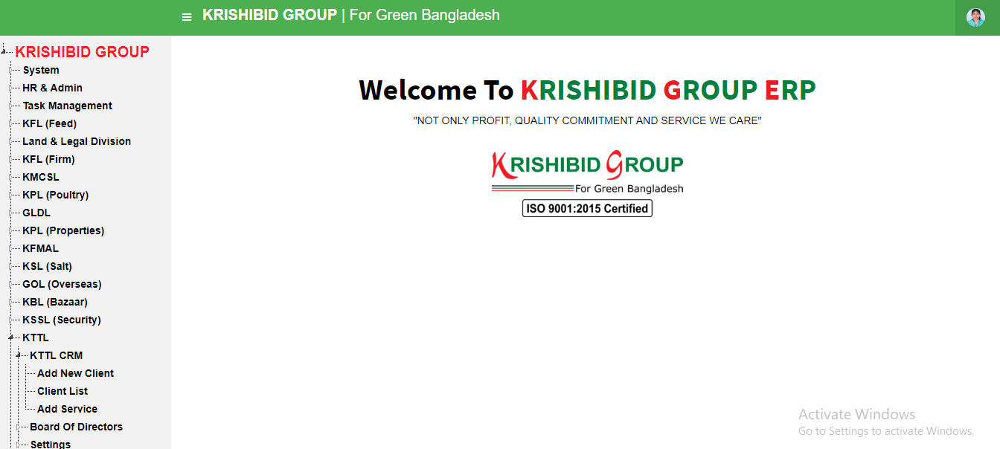 KRISHIBID GROUP | For Green Bangladesh
KRISHIBID GROUP
System
HR & Admin
Task Management
KFL (Feed)
Land & Legal Division
KFL (Firm)
KMCSL
KPL (Poultry)
GLDL
KPL (Properties)
KFMAL
KSL (Salt)
GOL (Overseas)
KBL (Bazaar)
KSSL (Security)
KTTL
KTTL CRM
Add New Client
Client List
Add Service
Board Of Directors
Settings
Welcome To KRISHIBID GROUP ERP
"NOT ONLY PROFIT, QUALITY COMMITMENT AND SERVICE WE CARE"
KRISHIBID GROUP
For Green Bangladesh
ISO 9001:2015 Certified
Activate Windows
Go to Settings to activate Windows.